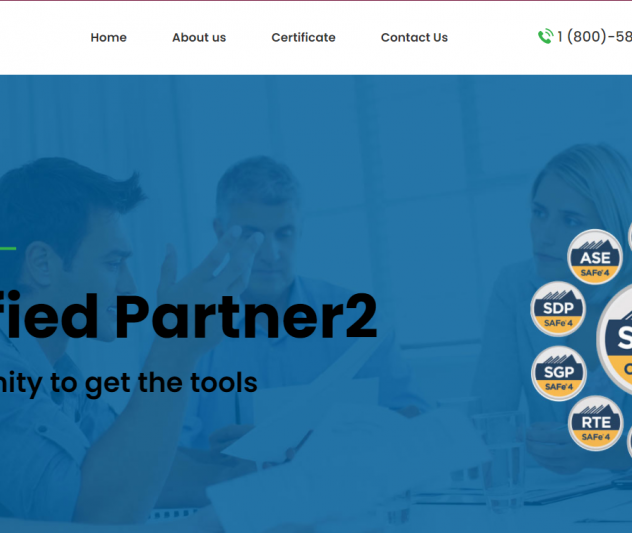 Home About us Certificate Contact Us 1 (800)-58
fied Partner2
nity to get the tools
ASE
SAFe 4
SDP
SAFe 4
SGP
SAFe 4
RTE
SAFe 4